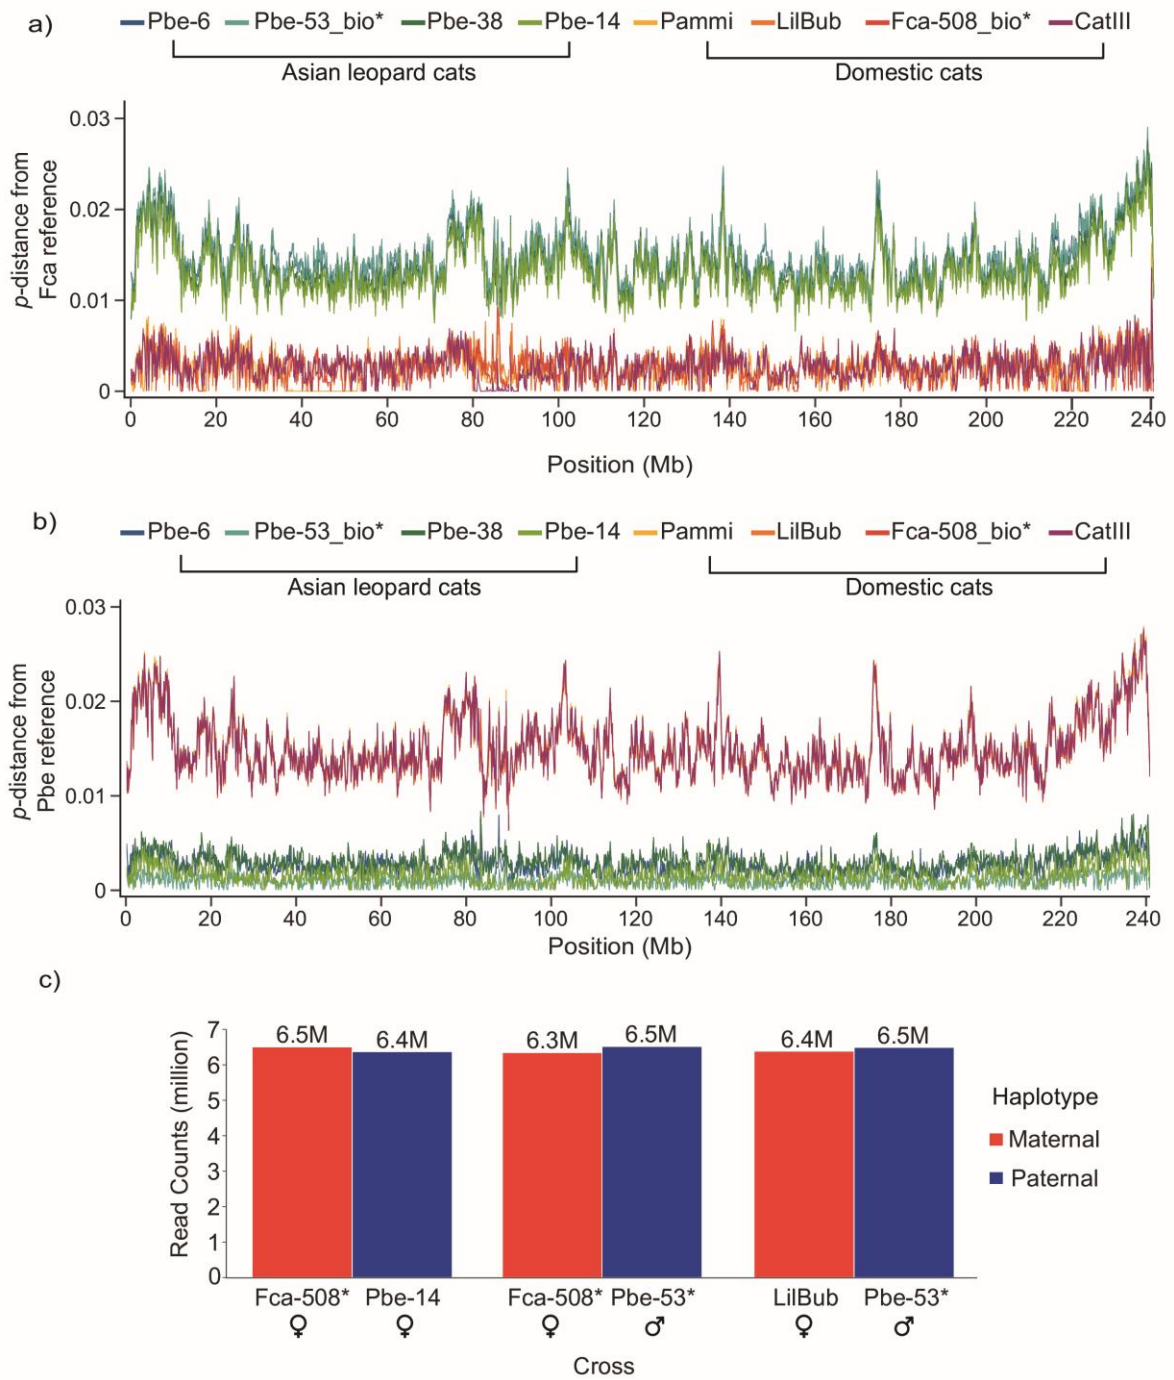 a) Pbe-6 Pbe-53_bio* Pbe-38 Pbe-14 Pammi LilBub Fca-508_bio* CatIII
Asian leopard cats Domestic cats
p-distance from
Fca reference
0.03
0.02
0.01
0
0 20 40 60 80 100 120 140 160 180 200 220 240
Position (Mb)
b) Pbe-6 Pbe-53_bio* Pbe-38 Pbe-14 Pammi LilBub Fca-508_bio* CatIII
Asian leopard cats Domestic cats
p-distance from
Pbe reference
0.03
0.02
0.01
0
0 20 40 60 80 100 120 140 160 180 200 220 240
Position (Mb)
c)
Read Counts (million)
7
6
5
4
3
2
1
0
6.5M 6.4M 6.3M 6.5M 6.4M 6.5M
Haplotype
Maternal
Paternal
Fca-508* Pbe-14 Fca-508* Pbe-53* LilBub Pbe-53*
♀ ♀ ♀ ♂ ♀ ♂
Cross